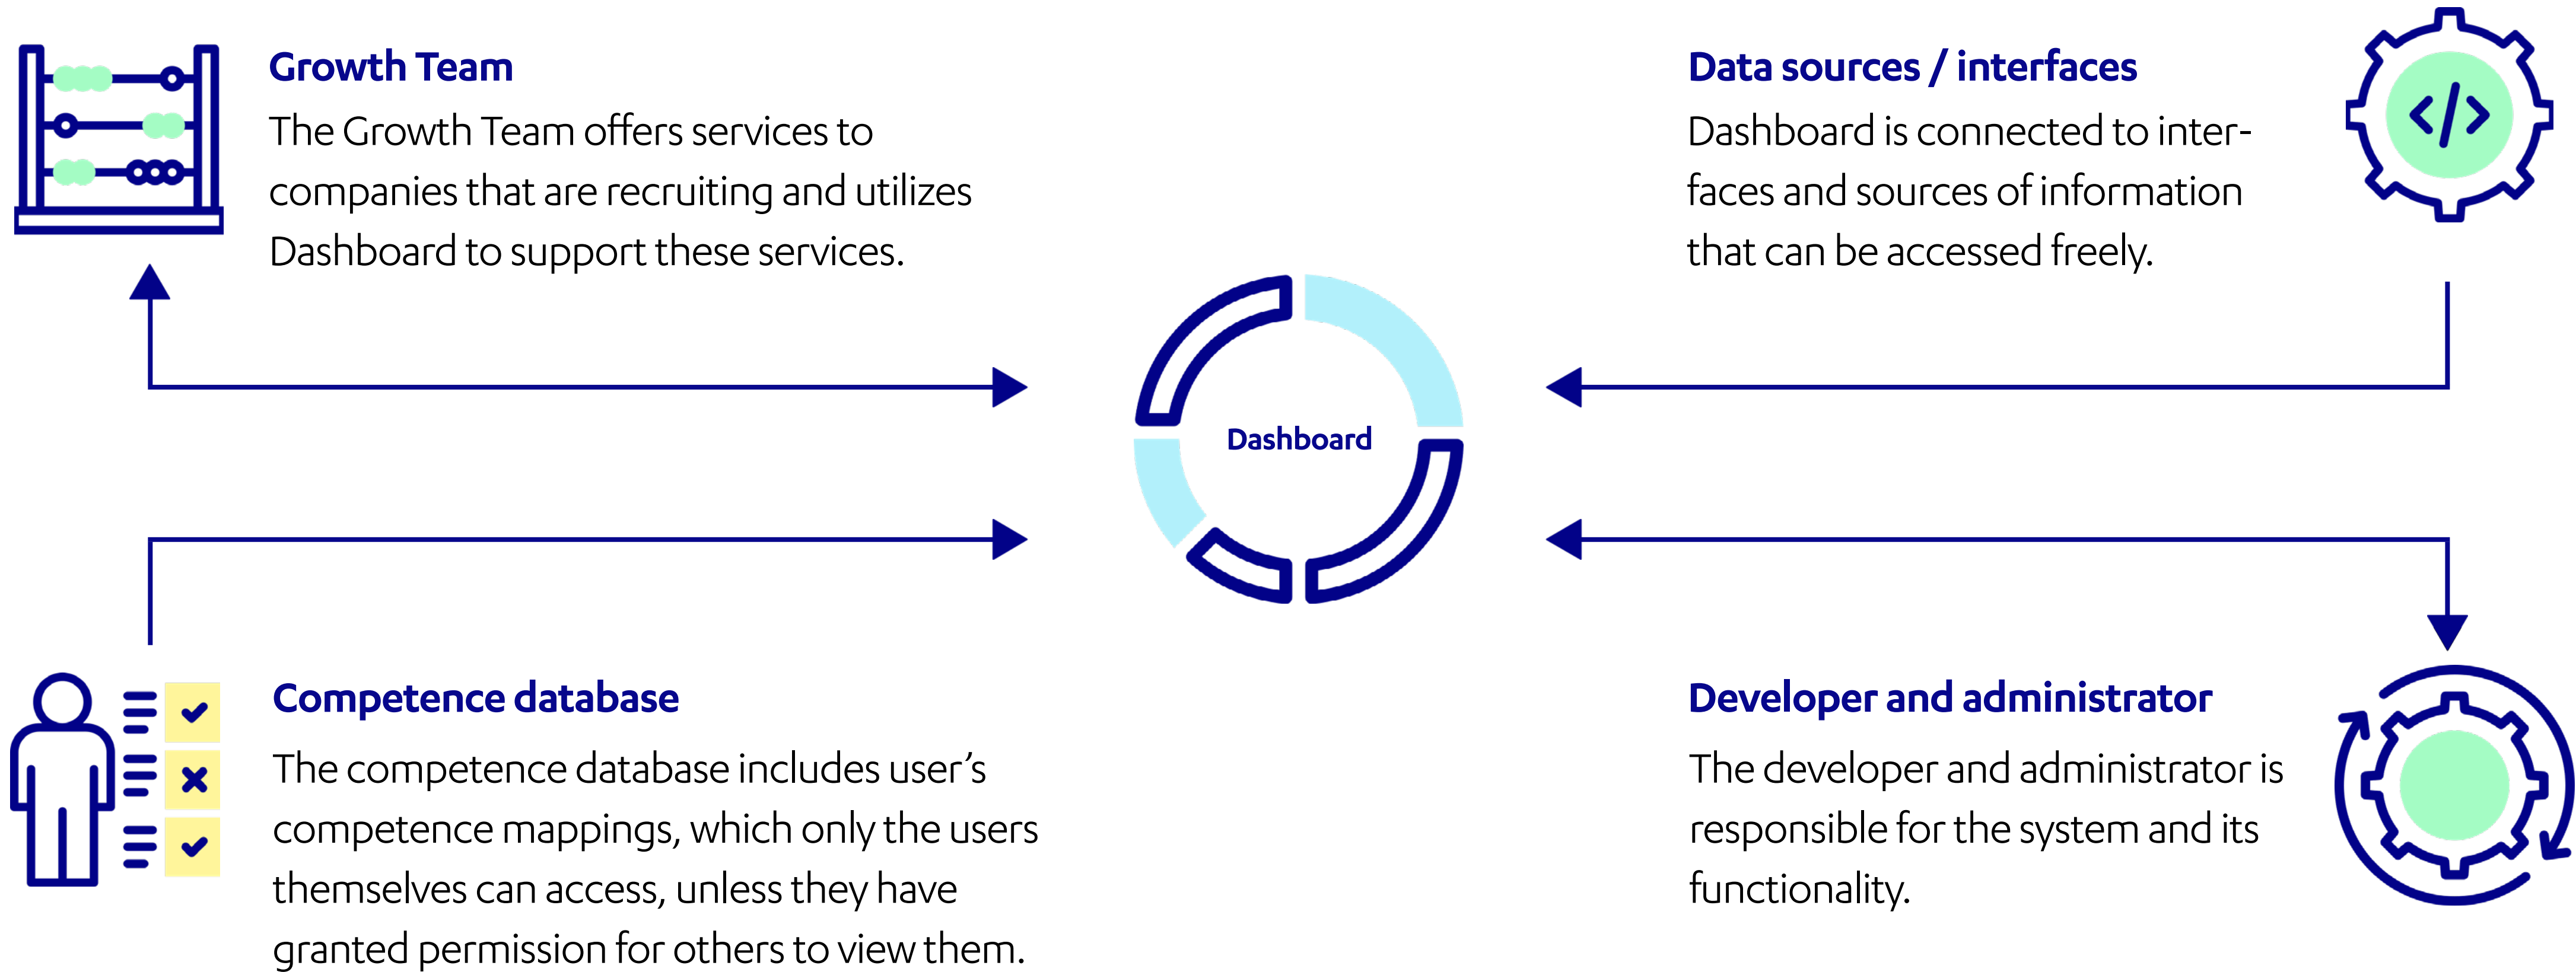 Growth Team
The Growth Team offers services to
companies that are recruiting and utilizes
Dashboard to support these services.
Data sources / interfaces
Dashboard is connected to inter-
faces and sources of information
that can be accessed freely.
</>
Dashboard
Competence database
The competence database includes user’s
competence mappings, which only the users
themselves can access, unless they have
granted permission for others to view them.
Developer and administrator
The developer and administrator is
responsible for the system and its
functionality.